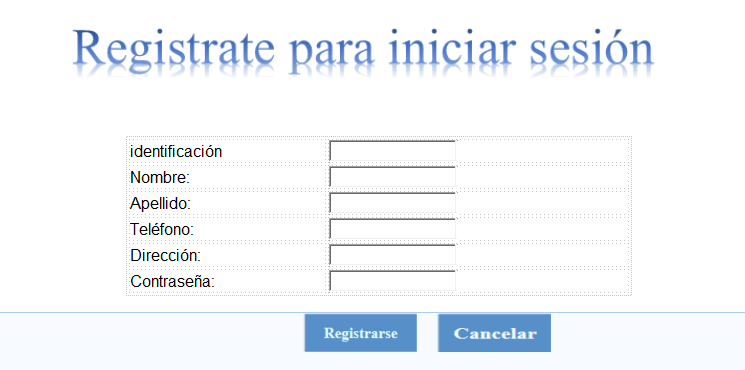 Registrate para iniciar sesión
identificación
Nombre:
Apellido:
Teléfono:
Dirección:
Contraseña:
Registrarse Cancelar